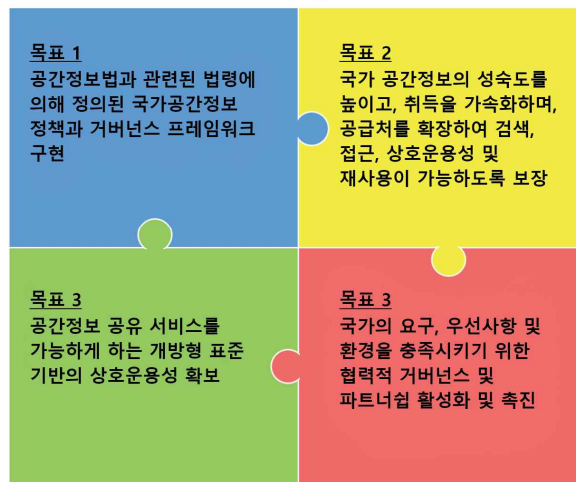 목표 1
공간정보법과 관련된 법령에
의해 정의된 국가공간정보
정책과 거버넌스 프레임워크
구현
목표 2
국가 공간정보의 성숙도를
높이고, 취득을 가속화하며,
공급처를 확장하여 검색,
접근, 상호운용성 및
재사용이 가능하도록 보장
목표 3
공간정보 공유 서비스를
가능하게 하는 개방형 표준
기반의 상호운용성 확보
목표 3
국가의 요구, 우선사항 및
환경을 충족시키기 위한
협력적 거버넌스 및
파트너쉽 활성화 및 촉진